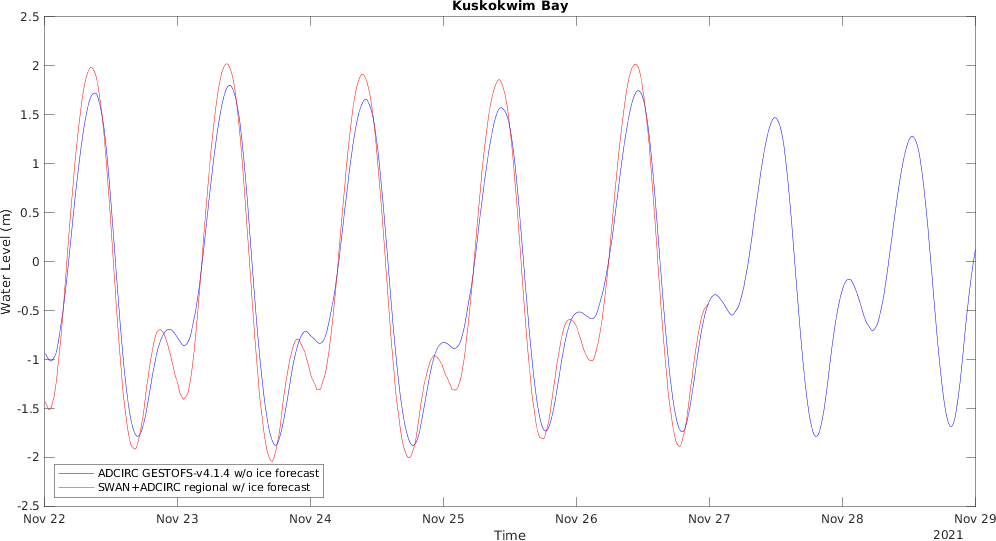 Kuskokwim Bay
2.5
2
1.5
1
0.5
0
-0.5
-1
-1.5
-2
-2.5
Water Level (m)
ADCIRC GESTOFS-v4.1.4 w/o ice forecast
SWAN+ADCIRC regional w/ ice forecast
Nov 22 Nov 23 Nov 24 Nov 25 Nov 26 Nov 27 Nov 28 Nov 29
Time
2021